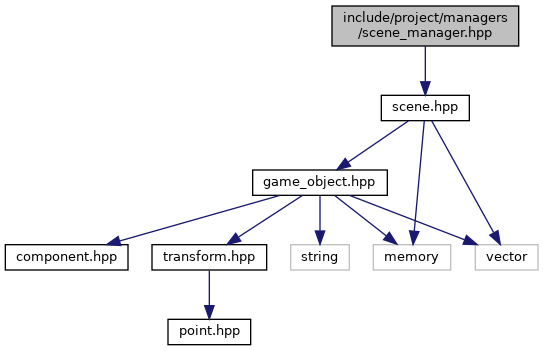 include/project/managers
/scene_manager.hpp
scene.hpp
game_object.hpp
component.hpp
transform.hpp
string
memory
vector
point.hpp